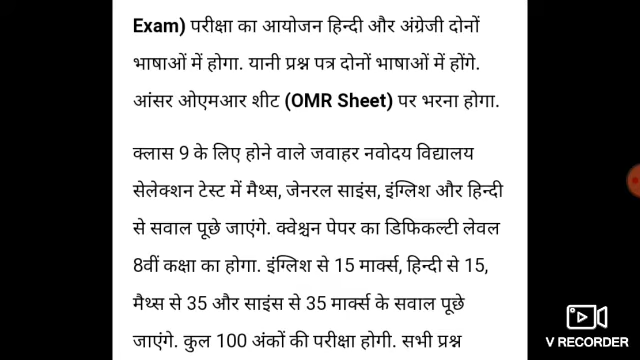 Exam) परीक्षा का आयोजन हिन्दी और अंग्रेजी दोनों
भाषाओं में होगा. यानी प्रश्न पत्र दोनों भाषाओं में होंगे.
आंसर ओएमआर शीट (OMR Sheet) पर भरना होगा.
क्लास 9 के लिए होने वाले जवाहर नवोदय विद्यालय
सेलेक्शन टेस्ट में मैथ्स, जेनरल साइंस, इंग्लिश और हिन्दी
से सवाल पूछे जाएंगे. क्वेश्चन पेपर का डिफिकल्टी लेवल
8वीं कक्षा का होगा. इंग्लिश से 15 मार्क्स, हिन्दी से 15,
मैथ्स से 35 और साइंस से 35 मार्क्स के सवाल पूछे
जाएंगे. कुल 100 अंकों की परीक्षा होगी. सभी प्रश्न
V RECORDER